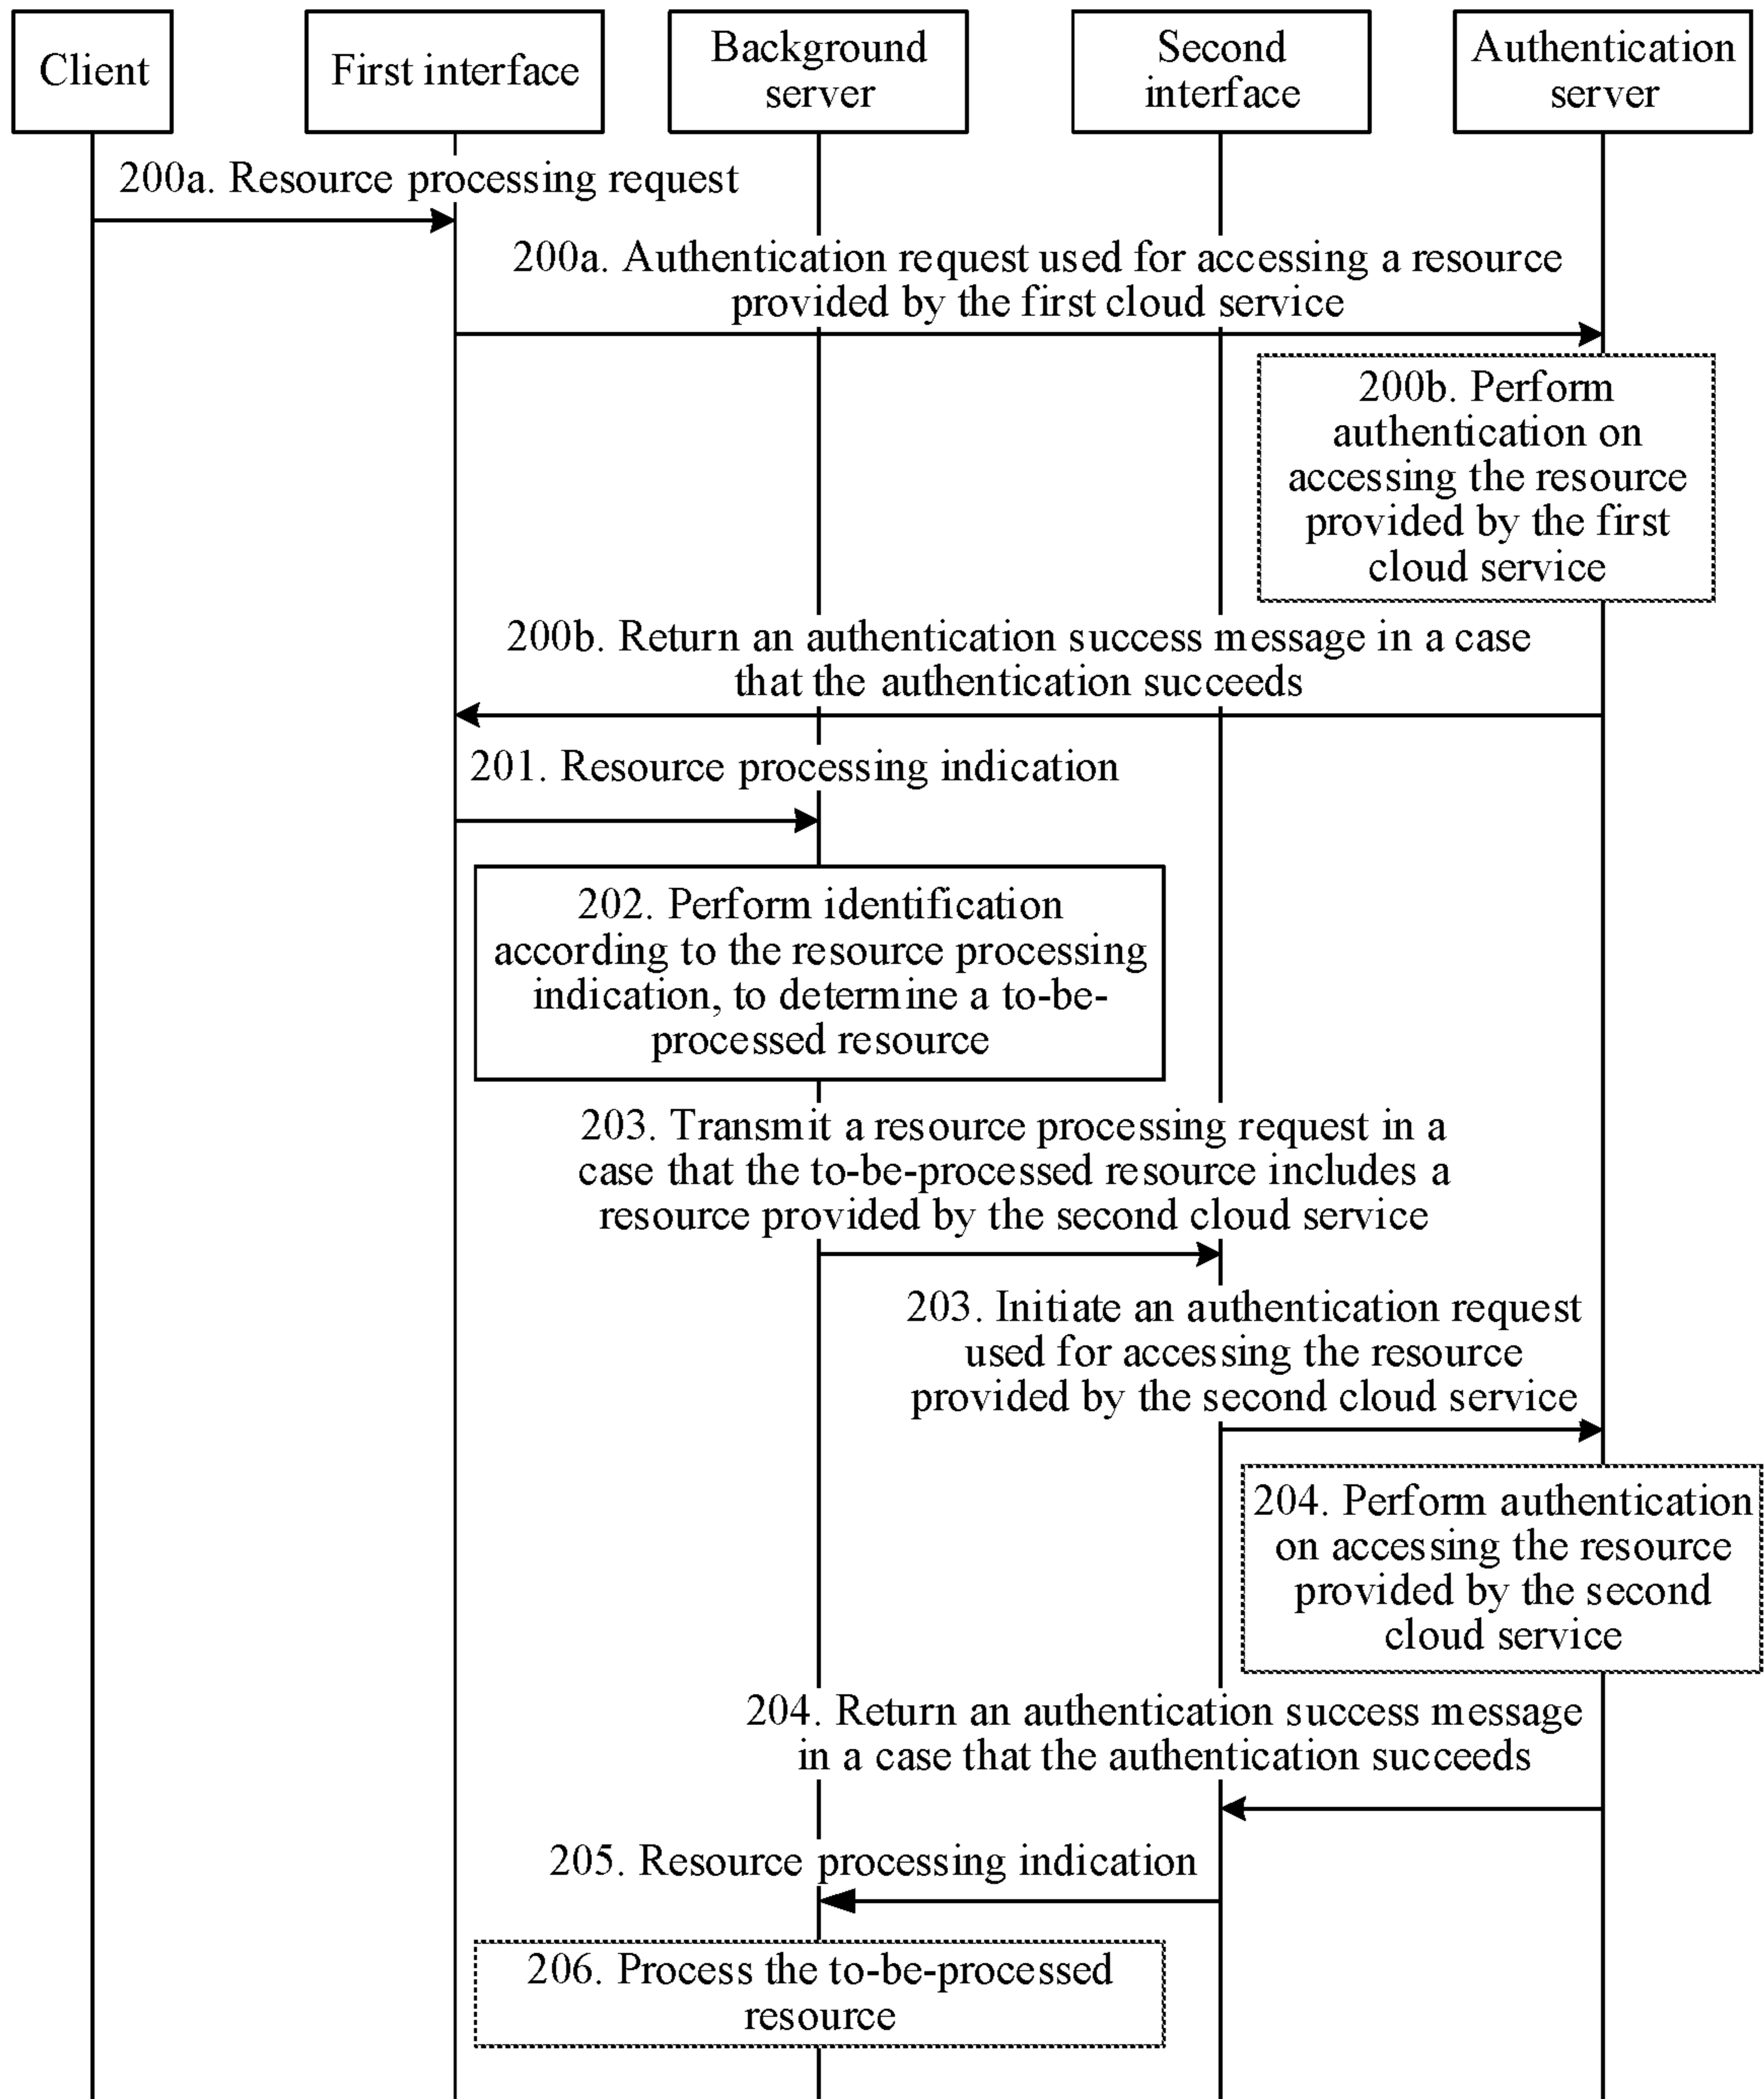 Client
First interface
Background
server
Second
interface
Authentication
server
200a. Resource processing request
200a. Authentication request used for accessing a resource
provided by the first cloud service
200b. Perform
authentication on
accessing the resource
provided by the first
cloud service
200b. Return an authentication success message in a case
that the authentication succeeds
201. Resource processing indication
202. Perform identification
according to the resource processing
indication, to determine a to-be-
processed resource
203. Transmit a resource processing request in a
case that the to-be-processed resource includes a
resource provided by the second cloud service
203. Initiate an authentication request
used for accessing the resource
provided by the second cloud service
204. Perform authentication
on accessing the resource
provided by the second
cloud service
204. Return an authentication success message
in a case that the authentication succeeds
205. Resource processing indication
206. Process the to-be-processed
resource